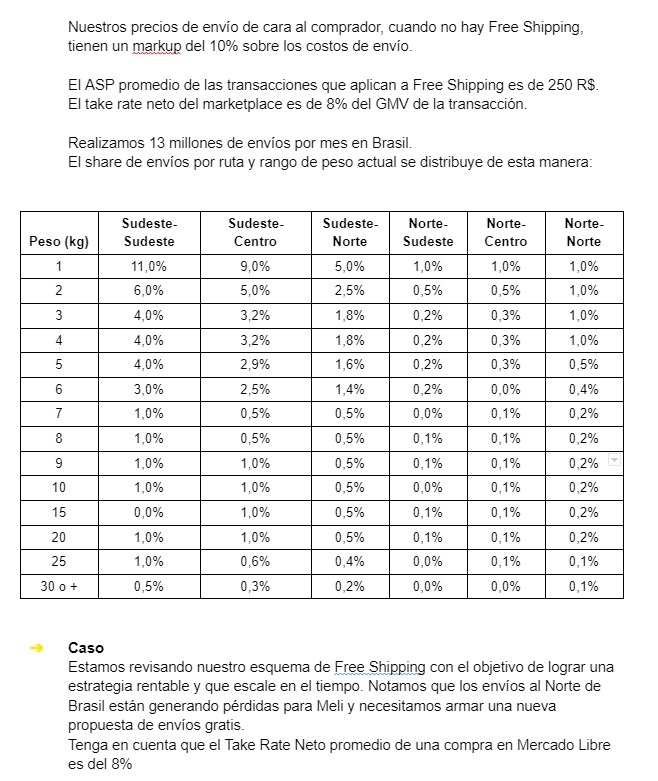 Nuestros precios de envío de cara al comprador, cuando no hay Free Shipping,
tienen un markup del 10% sobre los costos de envío.
El ASP promedio de las transacciones que aplican a Free Shipping es de 250 R$.
El take rate neto del marketplace es de 8% del GMV de la transacción.
Realizamos 13 millones de envíos por mes en Brasil.
El share de envíos por ruta y rango de peso actual se distribuye de esta manera:
Peso (kg) Sudeste-Sudeste Sudeste-Centro Sudeste-Norte Norte-Sudeste Norte-Centro Norte-Norte
1 11,0% 9,0% 5,0% 1,0% 1,0% 1,0%
2 6,0% 5,0% 2,5% 0,5% 0,5% 1,0%
3 4,0% 3,2% 1,8% 0,2% 0,3% 1,0%
4 4,0% 3,2% 1,8% 0,2% 0,3% 1,0%
5 4,0% 2,9% 1,6% 0,2% 0,3% 0,5%
6 3,0% 2,5% 1,4% 0,2% 0,0% 0,4%
7 1,0% 0,5% 0,5% 0,0% 0,1% 0,2%
8 1,0% 0,5% 0,5% 0,1% 0,1% 0,2%
9 1,0% 1,0% 0,5% 0,1% 0,1% 0,2%
10 1,0% 1,0% 0,5% 0,0% 0,1% 0,2%
15 0,0% 1,0% 0,5% 0,1% 0,1% 0,2%
20 1,0% 1,0% 0,5% 0,1% 0,1% 0,2%
25 1,0% 0,6% 0,4% 0,0% 0,1% 0,1%
30 o + 0,5% 0,3% 0,2% 0,0% 0,0% 0,1%
➔ Caso
Estamos revisando nuestro esquema de Free Shipping con el objetivo de lograr una
estrategia rentable y que escale en el tiempo. Notamos que los envíos al Norte de
Brasil están generando pérdidas para Meli y necesitamos armar una nueva
propuesta de envíos gratis.
Tenga en cuenta que el Take Rate Neto promedio de una compra en Mercado Libre
es del 8%